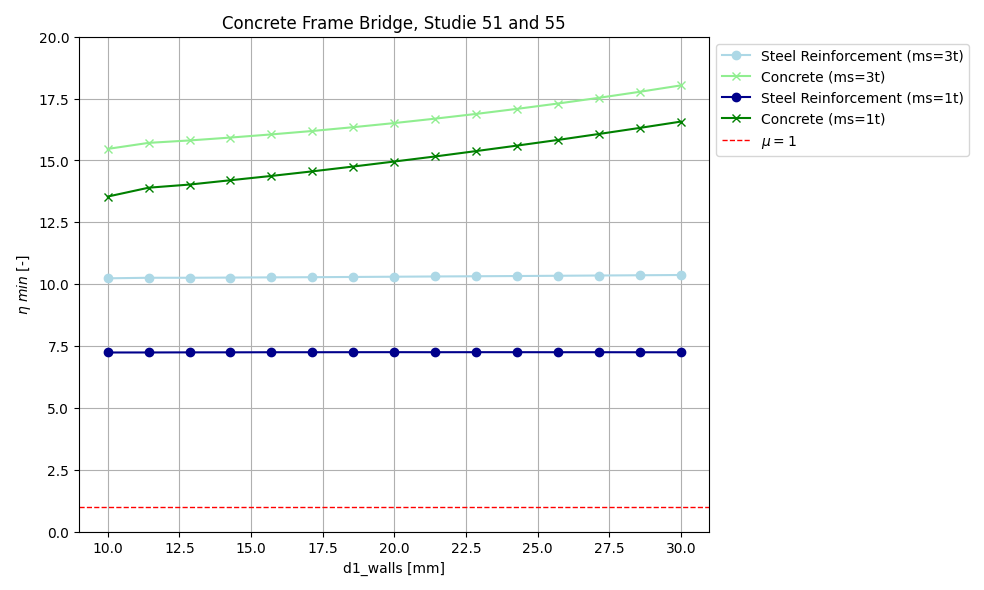 Concrete Frame Bridge, Studie 51 and 55
20.0
17.5
15.0
12.5
10.0
7.5
5.0
2.5
0.0
η min [-]
10.0 12.5 15.0 17.5 20.0 22.5 25.0 27.5 30.0
d1_walls [mm]
Steel Reinforcement (ms=3t)
Concrete (ms=3t)
Steel Reinforcement (ms=1t)
Concrete (ms=1t)
μ = 1